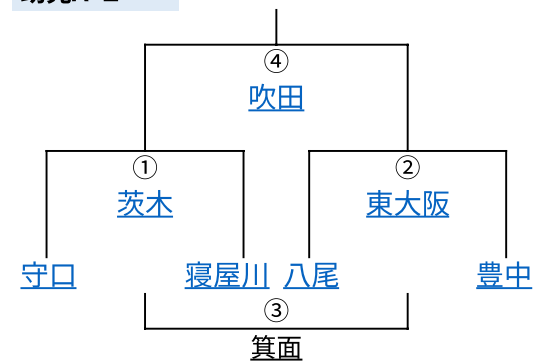 ④
吹田
① ②
茨木 東大阪
守口 寝屋川 八尾 豊中
③
箕面